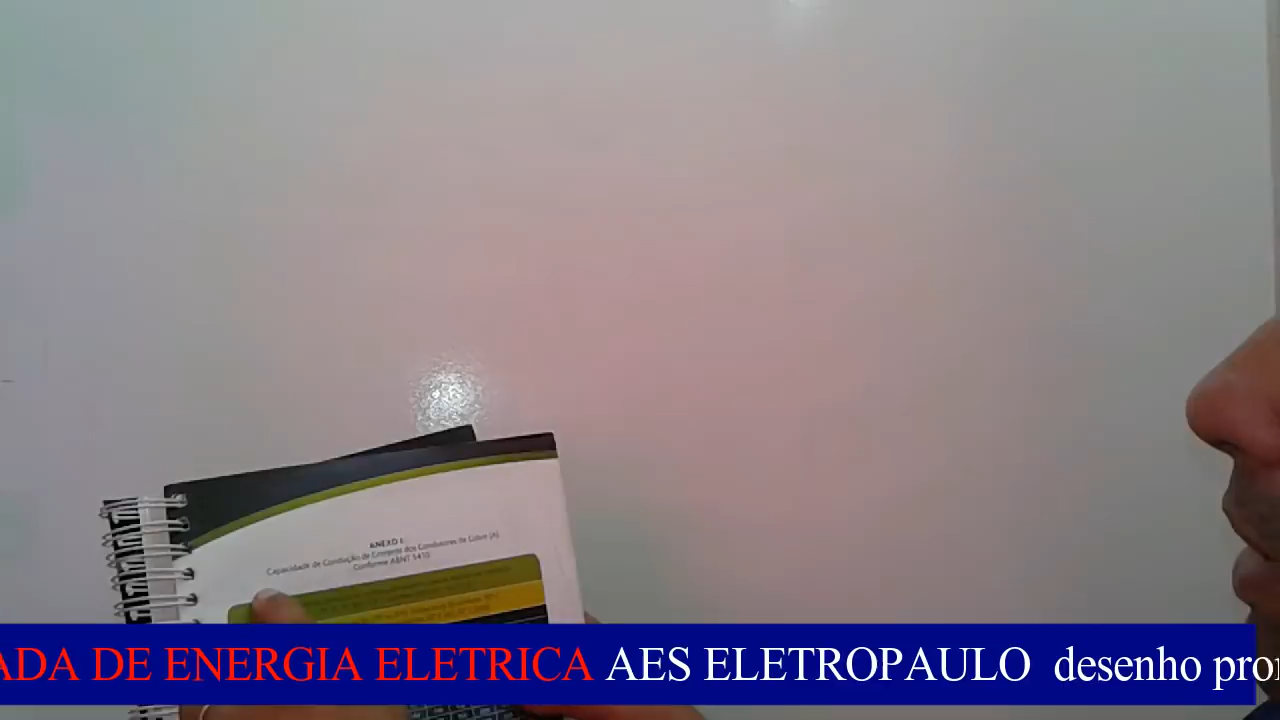 ANEXO I:
Capacidade de Condução de Corrente dos Condutores de Cobre (A)
Conforme ABNT 5410
ADA DE ENERGIA ELETRICA AES ELETROPAULO desenho pro